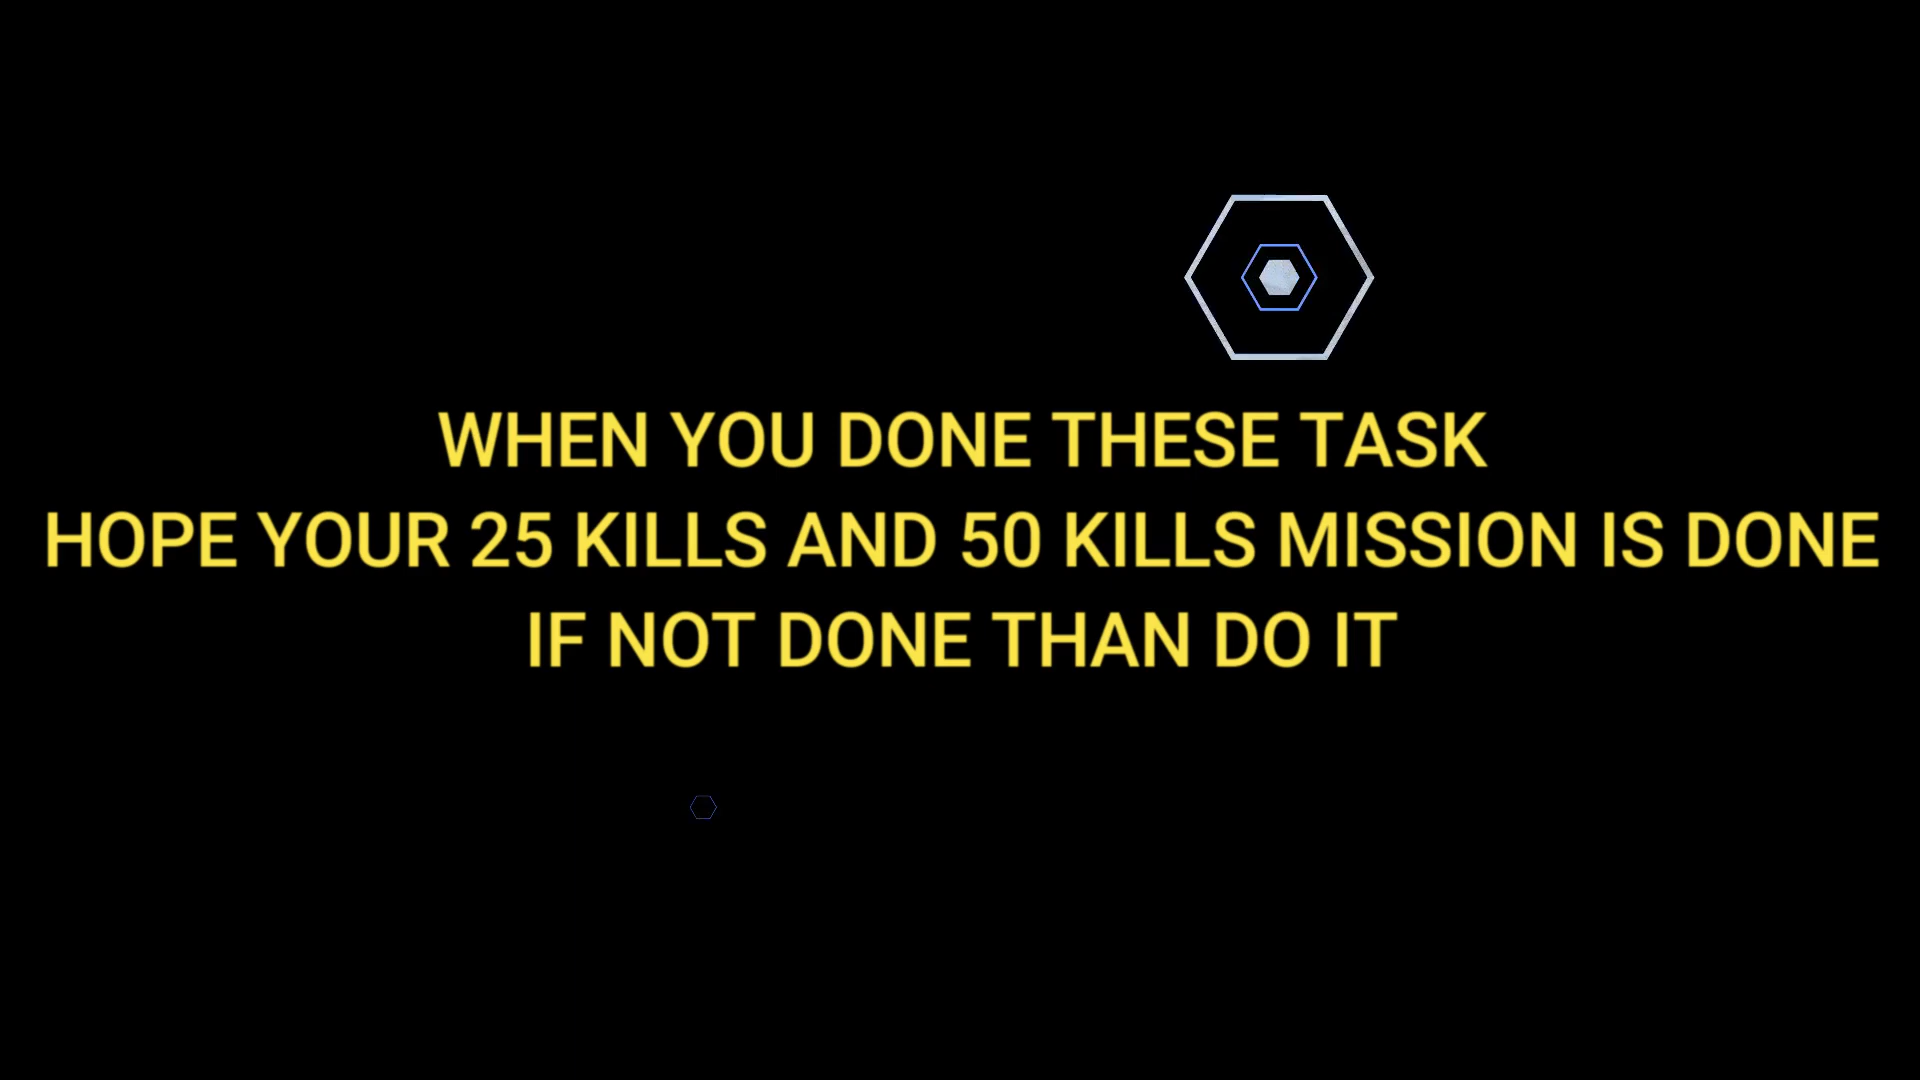 WHEN YOU DONE THESE TASK
HOPE YOUR 25 KILLS AND 50 KILLS MISSION IS DONE
IF NOT DONE THAN DO IT